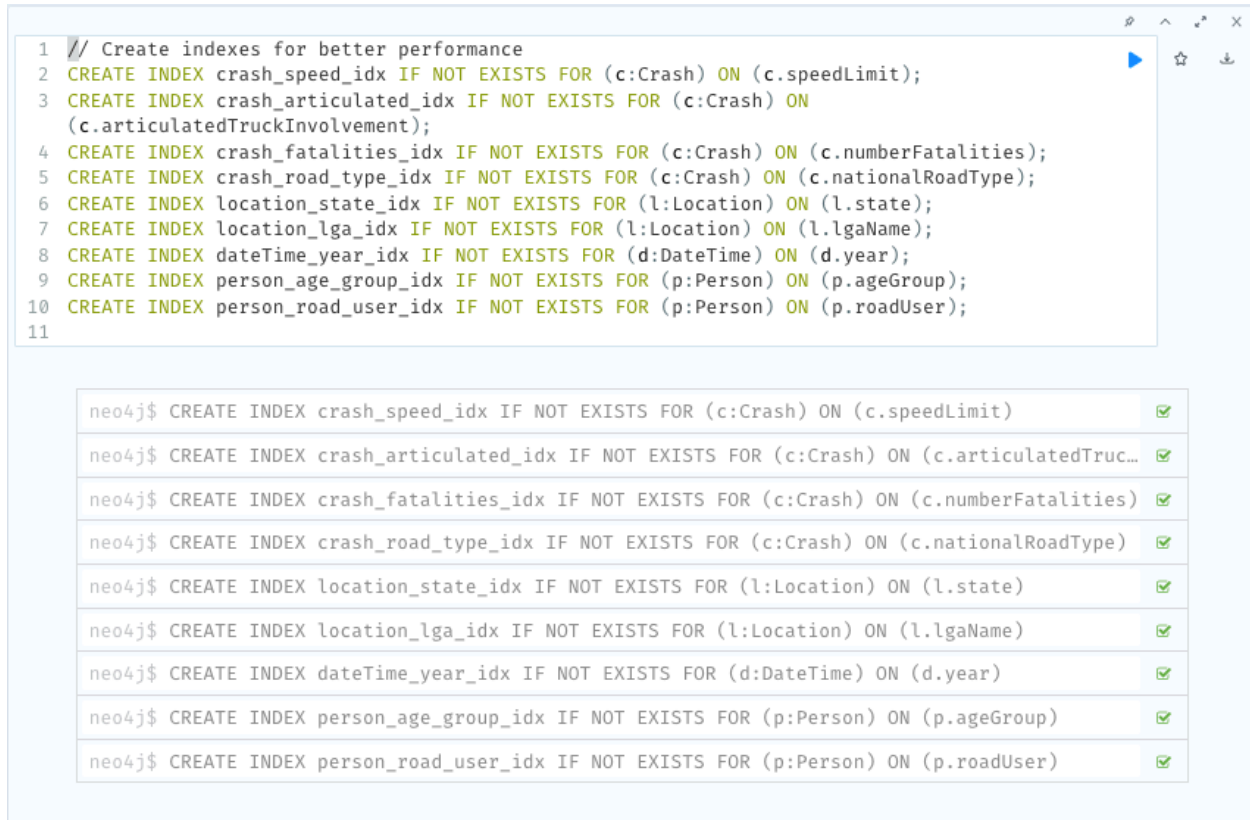 1 // Create indexes for better performance
2 CREATE INDEX crash_speed_idx IF NOT EXISTS FOR (c:Crash) ON (c.speedLimit);
3 CREATE INDEX crash_articulated_idx IF NOT EXISTS FOR (c:Crash) ON
(c.articulatedTruckInvolvement);
4 CREATE INDEX crash_fatalities_idx IF NOT EXISTS FOR (c:Crash) ON (c.numberFatalities);
5 CREATE INDEX crash_road_type_idx IF NOT EXISTS FOR (c:Crash) ON (c.nationalRoadType);
6 CREATE INDEX location_state_idx IF NOT EXISTS FOR (l:Location) ON (l.state);
7 CREATE INDEX location_lga_idx IF NOT EXISTS FOR (l:Location) ON (l.lgaName);
8 CREATE INDEX dateTime_year_idx IF NOT EXISTS FOR (d:DateTime) ON (d.year);
9 CREATE INDEX person_age_group_idx IF NOT EXISTS FOR (p:Person) ON (p.ageGroup);
10 CREATE INDEX person_road_user_idx IF NOT EXISTS FOR (p:Person) ON (p.roadUser);
11
neo4j$ CREATE INDEX crash_speed_idx IF NOT EXISTS FOR (c:Crash) ON (c.speedLimit)
neo4j$ CREATE INDEX crash_articulated_idx IF NOT EXISTS FOR (c:Crash) ON (c.articulatedTruc…
neo4j$ CREATE INDEX crash_fatalities_idx IF NOT EXISTS FOR (c:Crash) ON (c.numberFatalities)
neo4j$ CREATE INDEX crash_road_type_idx IF NOT EXISTS FOR (c:Crash) ON (c.nationalRoadType)
neo4j$ CREATE INDEX location_state_idx IF NOT EXISTS FOR (l:Location) ON (l.state)
neo4j$ CREATE INDEX location_lga_idx IF NOT EXISTS FOR (l:Location) ON (l.lgaName)
neo4j$ CREATE INDEX dateTime_year_idx IF NOT EXISTS FOR (d:DateTime) ON (d.year)
neo4j$ CREATE INDEX person_age_group_idx IF NOT EXISTS FOR (p:Person) ON (p.ageGroup)
neo4j$ CREATE INDEX person_road_user_idx IF NOT EXISTS FOR (p:Person) ON (p.roadUser)